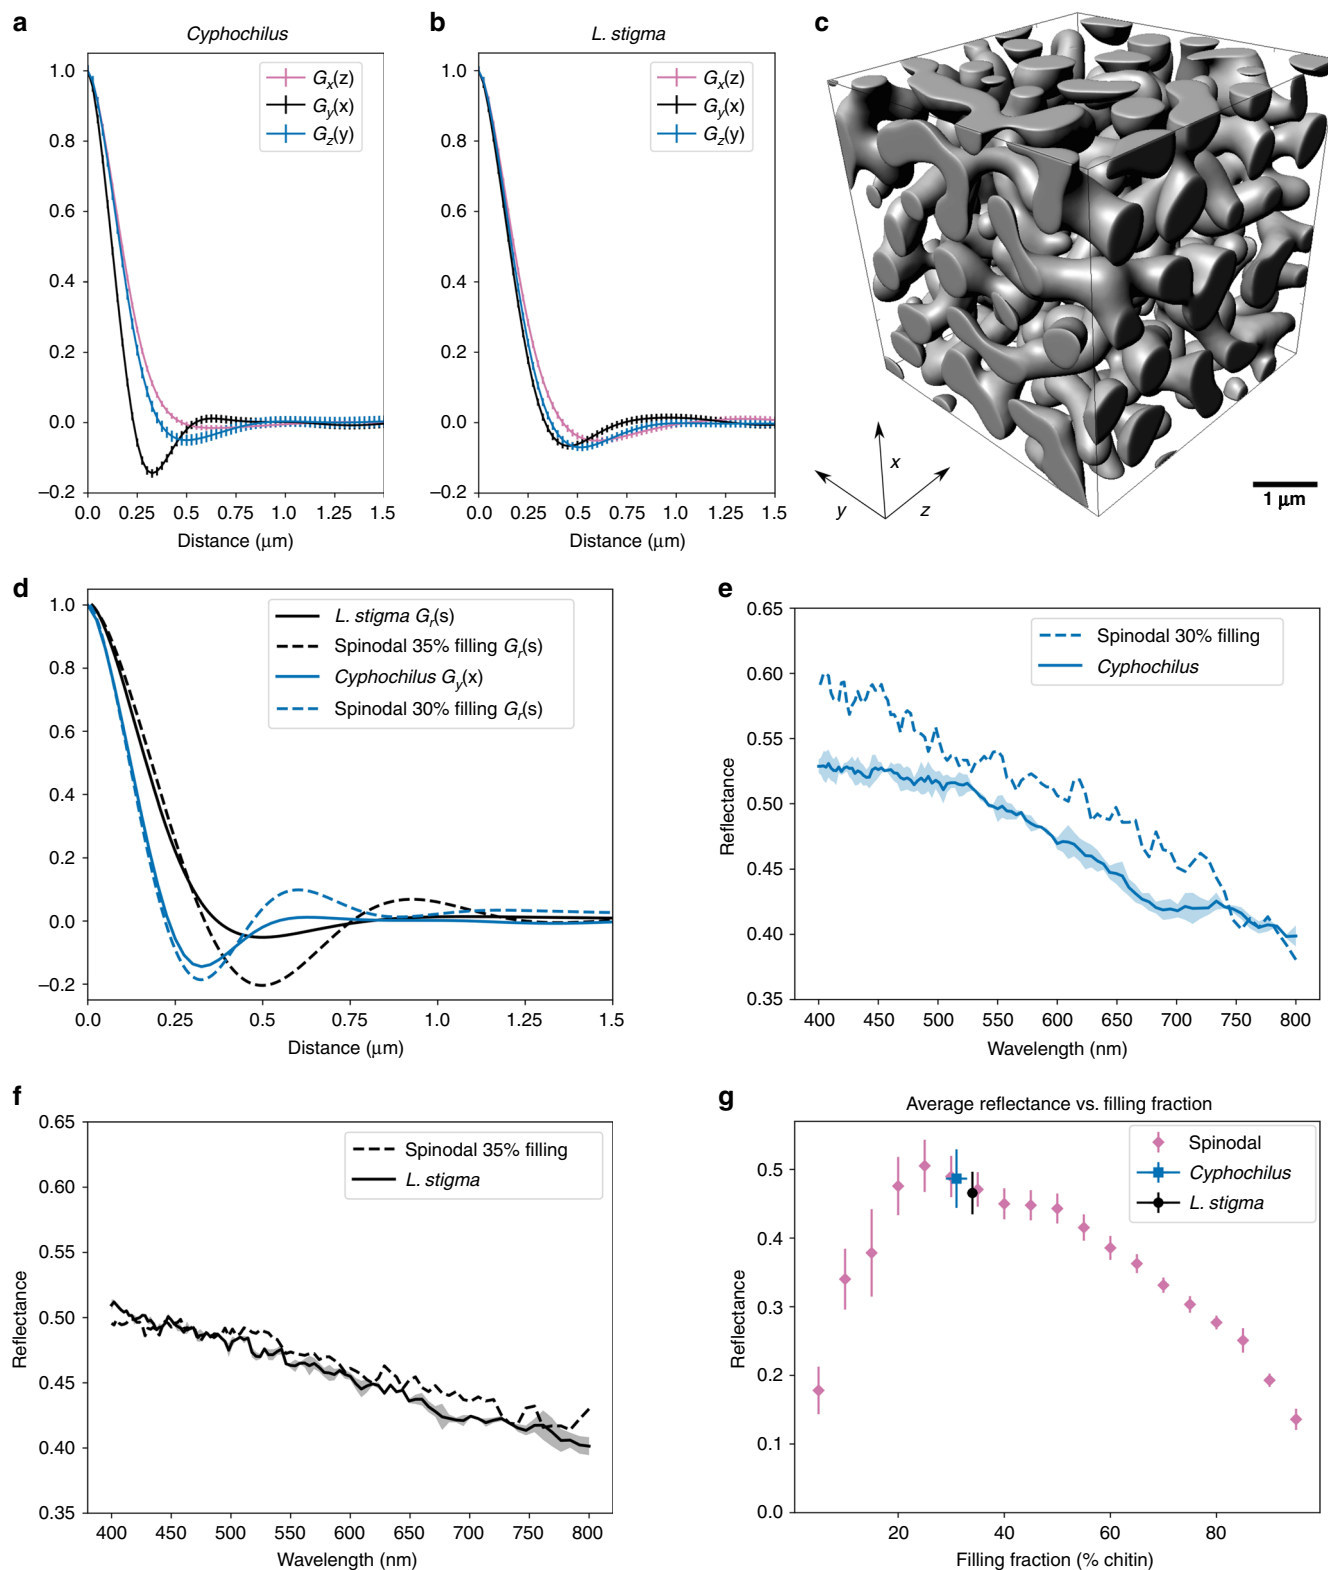 a
Cyphochilus
1.0
0.8
0.6
0.4
0.2
0.0
−0.2
0.0
0.25
0.5
0.75
1.0
1.25
1.5
Distance (μm)
Gx(z)
Gy(x)
Gz(y)
b
L. stigma
1.0
0.8
0.6
0.4
0.2
0.0
−0.2
0.0
0.25
0.5
0.75
1.0
1.25
1.5
Distance (μm)
Gx(z)
Gy(x)
Gz(y)
c
x
y
z
1 μm
d
1.0
0.8
0.6
0.4
0.2
0.0
−0.2
0.0
0.25
0.5
0.75
1.0
1.25
1.5
Distance (μm)
L. stigma Gr(s)
Spinodal 35% filling Gr(s)
Cyphochilus Gy(x)
Spinodal 30% filling Gr(s)
e
Reflectance
0.65
0.60
0.55
0.50
0.45
0.40
0.35
400
450
500
550
600
650
700
750
800
Wavelength (nm)
Spinodal 30% filling
Cyphochilus
f
Reflectance
0.65
0.60
0.55
0.50
0.45
0.40
0.35
400
450
500
550
600
650
700
750
800
Wavelength (nm)
Spinodal 35% filling
L. stigma
g
Average reflectance vs. filling fraction
Reflectance
0.5
0.4
0.3
0.2
0.1
0.0
20
40
60
80
Filling fraction (% chitin)
Spinodal
Cyphochilus
L. stigma